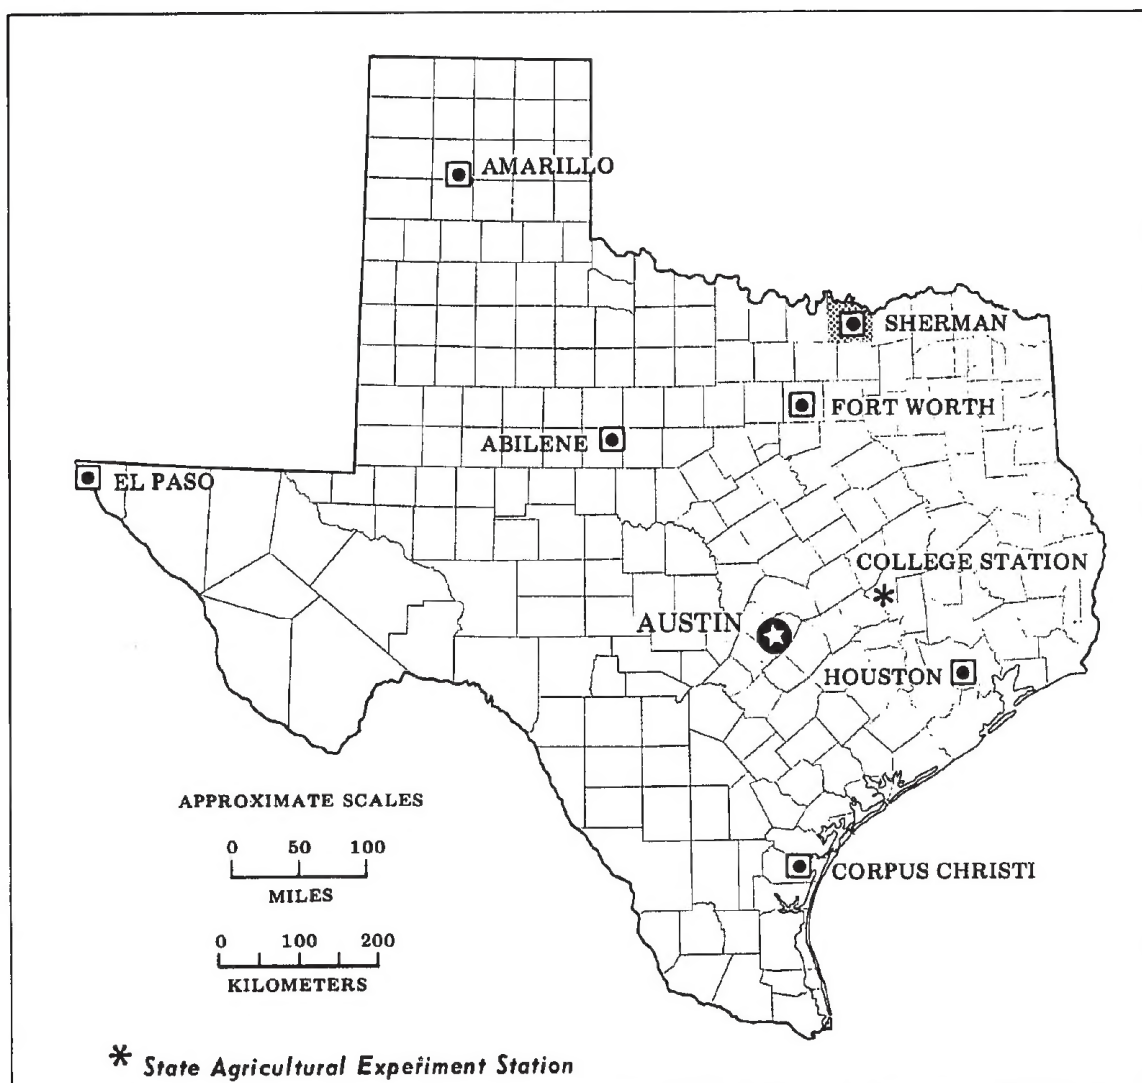 AMARILLO
SHERMAN
FORT WORTH
ABILENE
EL PASO
COLLEGE STATION
*
AUSTIN
HOUSTON
APPROXIMATE SCALES
0 50 100
MILES
CORPUS CHRISTI
0 100 200
KILOMETERS
* State Agricultural Experiment Station